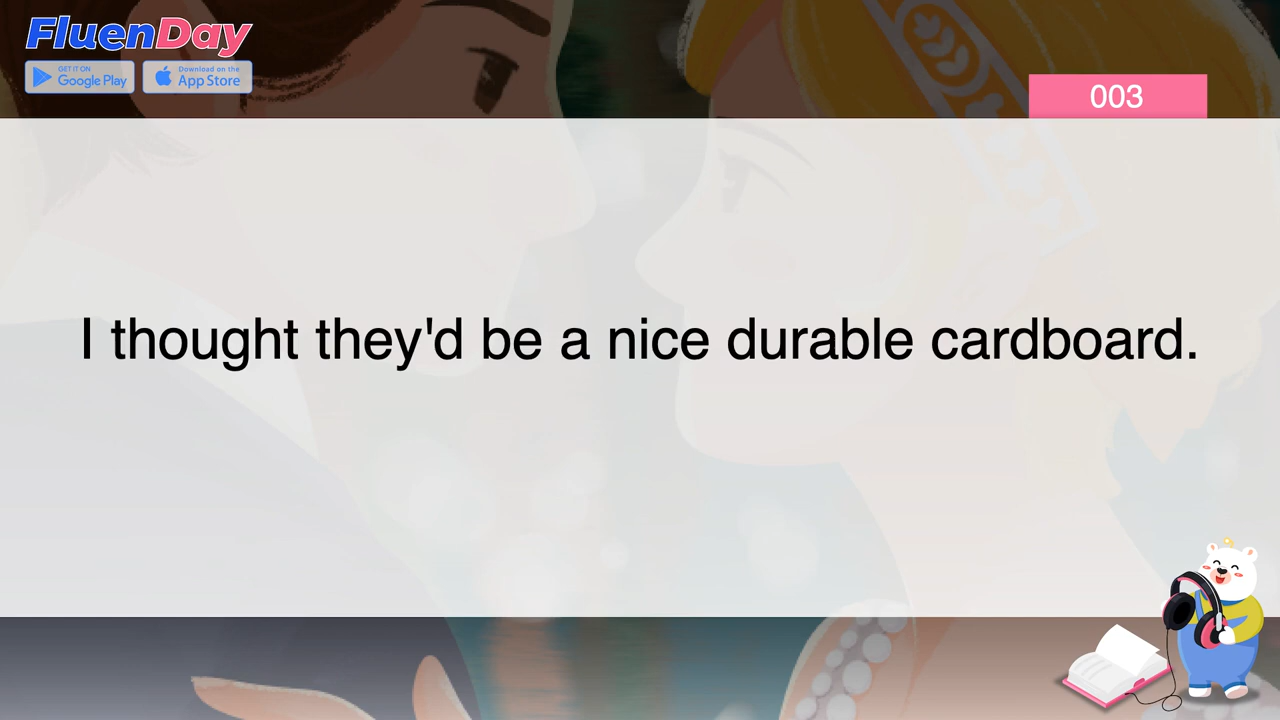 FluenDay
GET IT ON
Google Play
Download on the
App Store
003
I thought they'd be a nice durable cardboard.